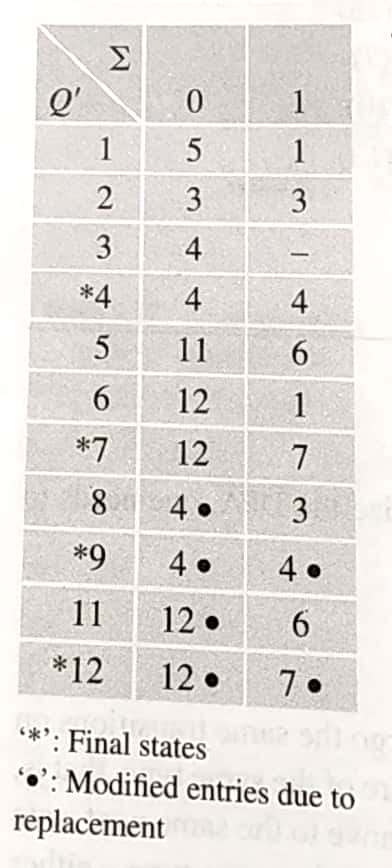 Σ
Q' 0 1
1 5 1
2 3 3
3 4 –
*4 4 4
5 11 6
6 12 1
*7 12 7
8 4 • 3
*9 4 • 4 •
11 12 • 6
*12 12 • 7 •
‘*’: Final states
‘•’: Modified entries due to
replacement